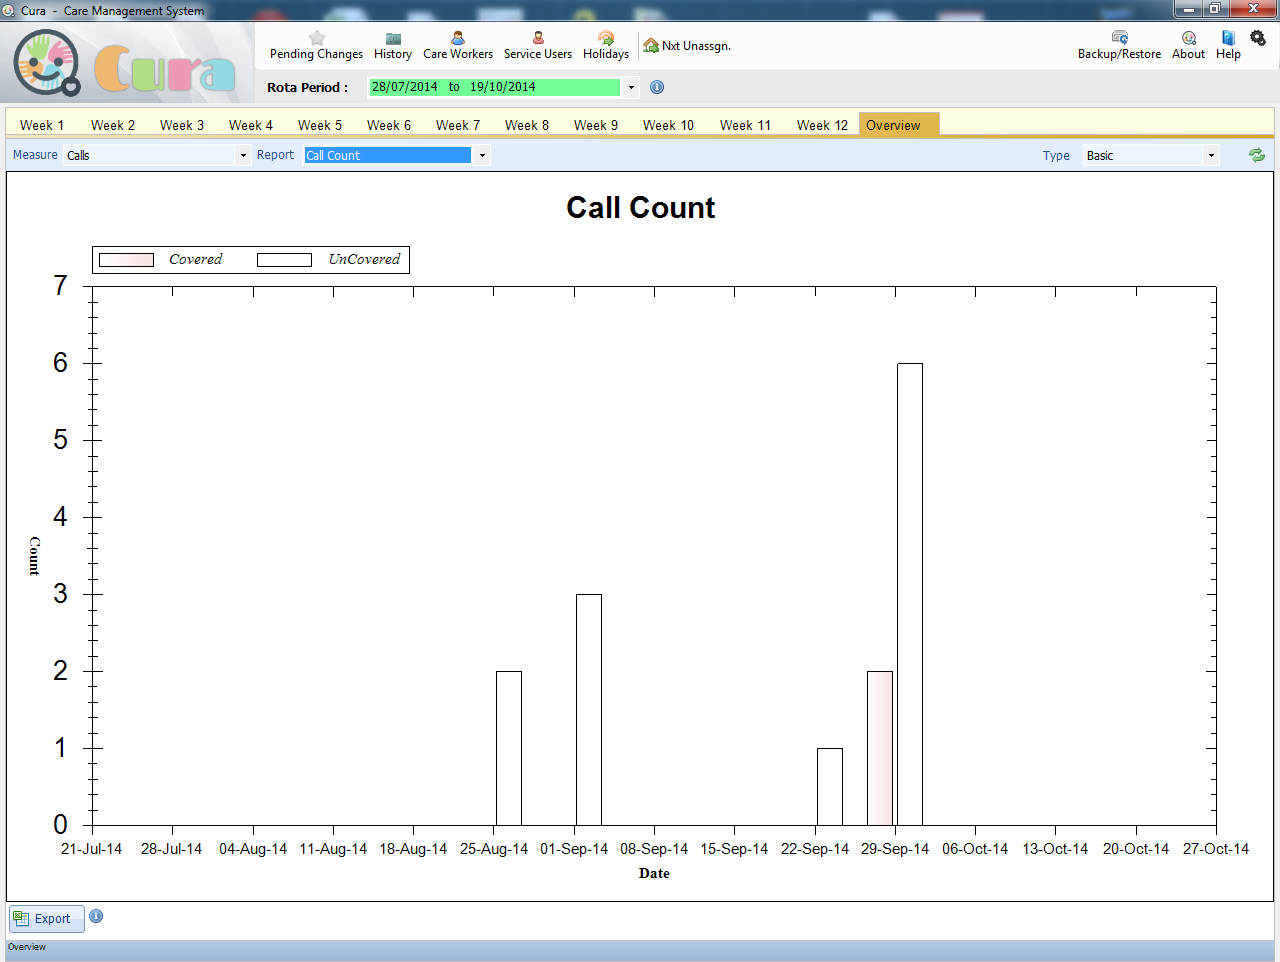 Cura - Care Management System
Cura
Pending Changes History Care Workers Service Users Holidays Nxt Unassgn. Backup/Restore About Help
Rota Period : 28/07/2014 to 19/10/2014
Week 1 Week 2 Week 3 Week 4 Week 5 Week 6 Week 7 Week 8 Week 9 Week 10 Week 11 Week 12 Overview
Measure Calls Report Call Count Type Basic
Call Count
Covered UnCovered
7
6
5
4
3
2
1
0
Count
21-Jul-14 28-Jul-14 04-Aug-14 11-Aug-14 18-Aug-14 25-Aug-14 01-Sep-14 08-Sep-14 15-Sep-14 22-Sep-14 29-Sep-14 06-Oct-14 13-Oct-14 20-Oct-14 27-Oct-14
Date
Export
Overview